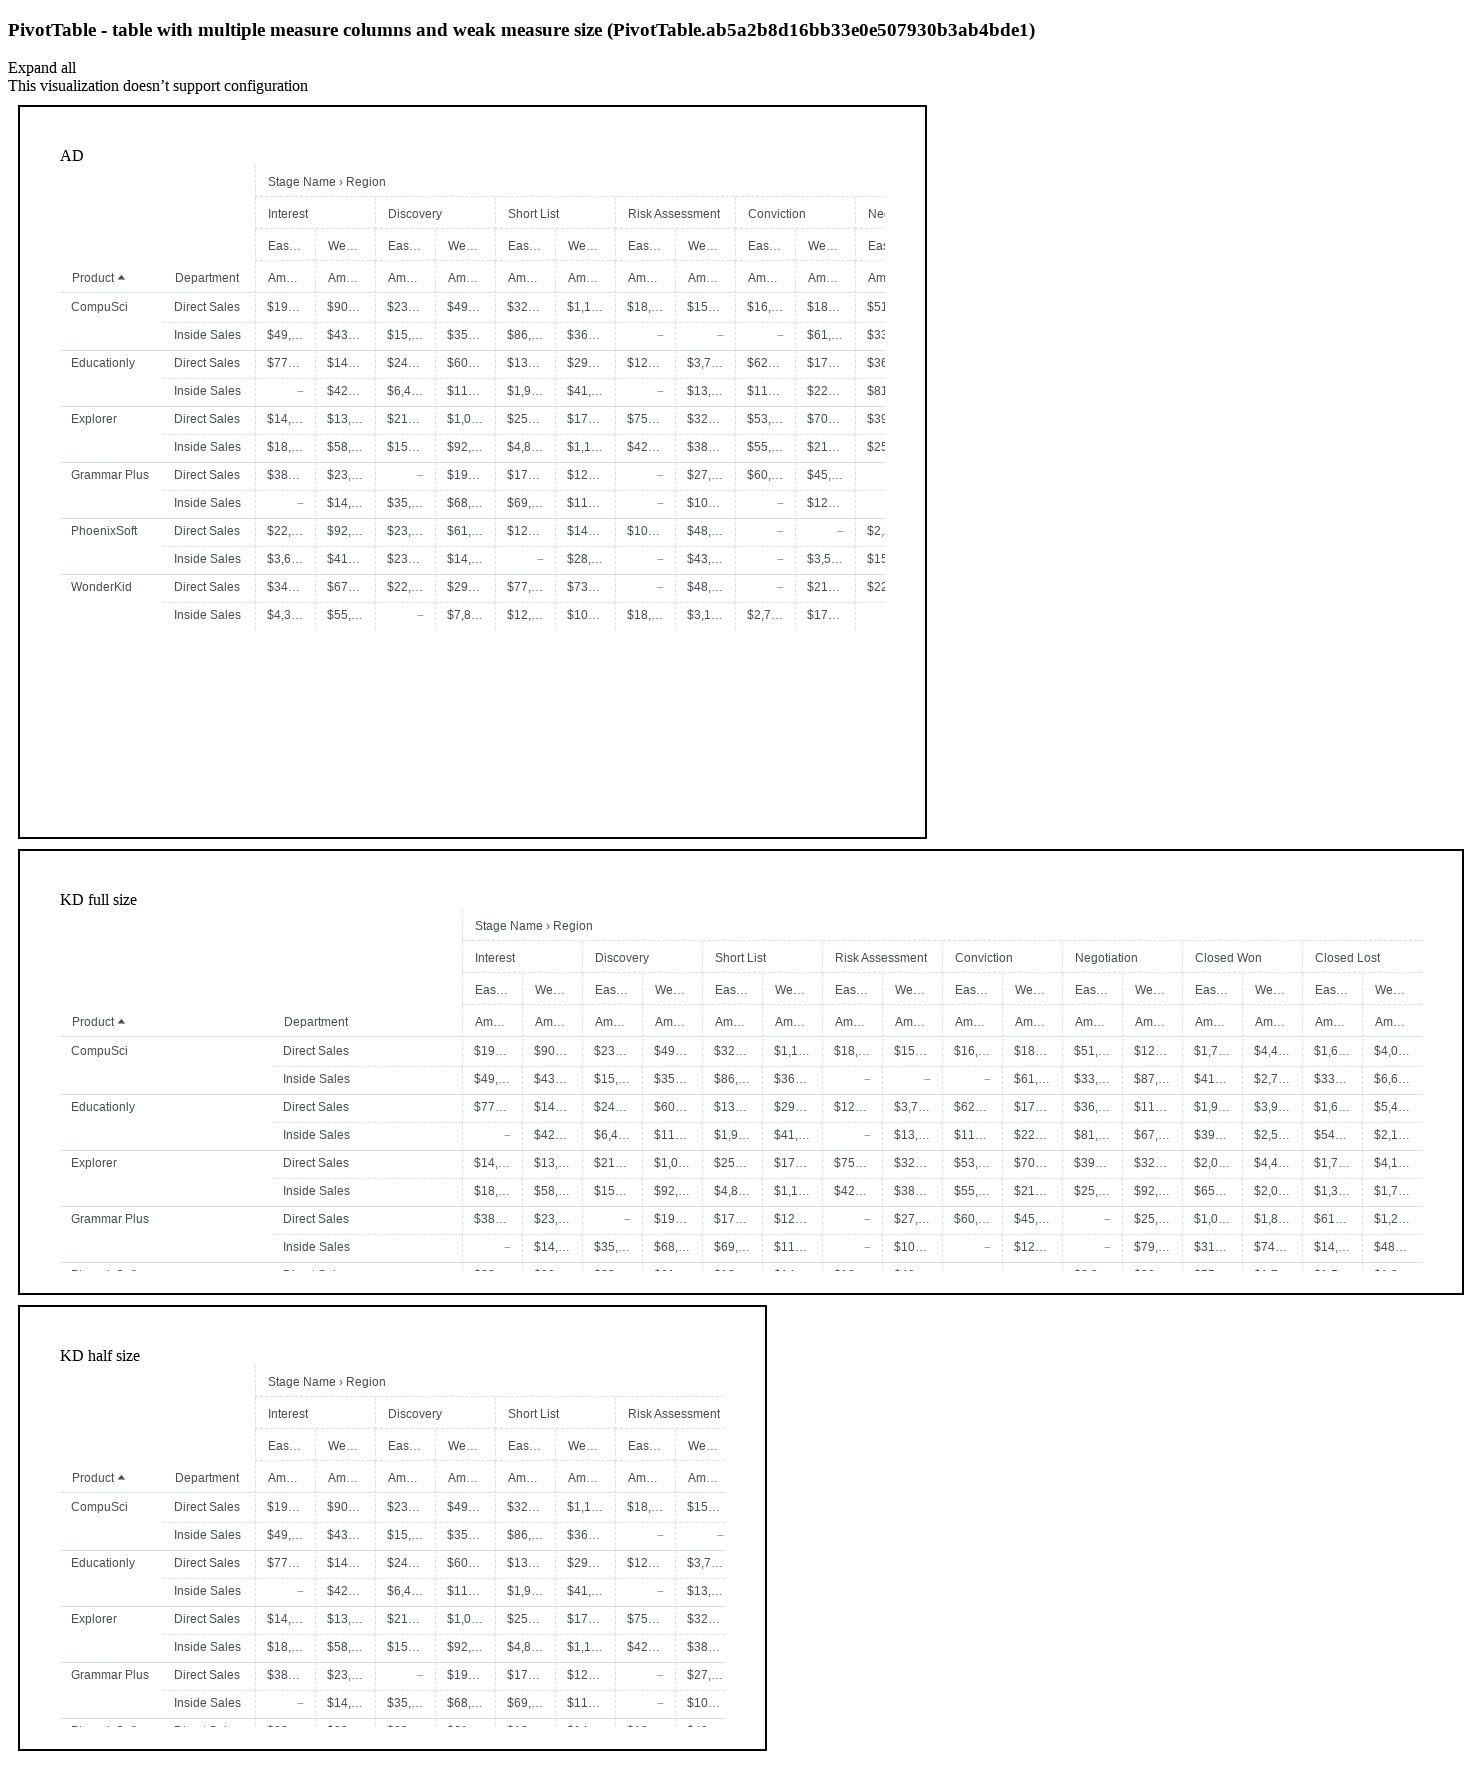 PivotTable - table with multiple measure columns and weak measure size (PivotTable.ab5a2b8d16bb33e0e507930b3ab4bde1)
Expand all
This visualization doesn’t support configuration
AD
Stage Name › Region
Interest Discovery Short List Risk Assessment Conviction
Eas… We… Eas… We… Eas… We… Eas… We… Eas… We…
Product Department Am… Am… Am… Am… Am… Am… Am… Am… Am… Am… Am
CompuSci Direct Sales $19… $90… $23… $49… $32… $1,1… $18,… $15… $16,… $18… $51
Inside Sales $49,… $43… $15,… $35… $86,… $36… – – – $61,… $33
Educationly Direct Sales $77… $14… $24… $60… $13… $29… $12… $3,7… $62… $17… $36
Inside Sales – $42… $6,4… $11… $1,9… $41,… – $13,… $11… $22… $81
Explorer Direct Sales $14,… $13,… $21… $1,0… $25… $17… $75… $32… $53,… $70… $39
Inside Sales $18,… $58,… $15… $92,… $4,8… $1,1… $42… $38… $55,… $21… $25
Grammar Plus Direct Sales $38… $23,… – $19… $17… $12… – $27,… $60,… $45,…
Inside Sales – $14,… $35,… $68,… $69,… $11… – $10… – $12…
PhoenixSoft Direct Sales $22,… $92,… $23,… $61,… $12… $14… $10… $48,… – – $2,
Inside Sales $3,6… $41… $23… $14,… – $28,… – $43,… – $3,5… $15
WonderKid Direct Sales $34… $67… $22,… $29… $77,… $73… – $48,… – $21… $22
Inside Sales $4,3… $55,… – $7,8… $12,… $10… $18,… $3,1… $2,7… $17…
KD full size
Stage Name › Region
Interest Discovery Short List Risk Assessment Conviction Negotiation Closed Won Closed Lost
Eas… We… Eas… We… Eas… We… Eas… We… Eas… We… Eas… We… Eas… We… Eas… We…
Product Department Am… Am… Am… Am… Am… Am… Am… Am… Am… Am… Am… Am… Am… Am… Am… Am…
CompuSci Direct Sales $19… $90… $23… $49… $32… $1,1… $18,… $15… $16,… $18… $51,… $12… $1,7… $4,4… $1,6… $4,0…
Inside Sales $49,… $43… $15,… $35… $86,… $36… – – – $61,… $33,… $87,… $41… $2,7… $33… $6,6…
Educationly Direct Sales $77… $14… $24… $60… $13… $29… $12… $3,7… $62… $17… $36,… $11… $1,9… $3,9… $1,6… $5,4…
Inside Sales – $42… $6,4… $11… $1,9… $41,… – $13,… $11… $22… $81,… $67,… $39… $2,5… $54… $2,1…
Explorer Direct Sales $14,… $13,… $21… $1,0… $25… $17… $75… $32… $53,… $70… $39… $32… $2,0… $4,4… $1,7… $4,1…
Inside Sales $18,… $58,… $15… $92,… $4,8… $1,1… $42… $38… $55,… $21… $25,… $92,… $65… $2,0… $1,3… $1,7…
Grammar Plus Direct Sales $38… $23,… – $19… $17… $12… – $27,… $60,… $45,… – $25,… $1,0… $1,8… $61… $1,2…
Inside Sales – $14,… $35,… $68,… $69,… $11… – $10… – $12… – $79,… $31… $74… $14,… $48…
KD half size
Stage Name › Region
Interest Discovery Short List Risk Assessment
Eas… We… Eas… We… Eas… We… Eas… We…
Product Department Am… Am… Am… Am… Am… Am… Am… Am…
CompuSci Direct Sales $19… $90… $23… $49… $32… $1,1… $18,… $15…
Inside Sales $49,… $43… $15,… $35… $86,… $36… – –
Educationly Direct Sales $77… $14… $24… $60… $13… $29… $12… $3,7…
Inside Sales – $42… $6,4… $11… $1,9… $41,… – $13,…
Explorer Direct Sales $14,… $13,… $21… $1,0… $25… $17… $75… $32…
Inside Sales $18,… $58,… $15… $92,… $4,8… $1,1… $42… $38…
Grammar Plus Direct Sales $38… $23,… – $19… $17… $12… – $27,…
Inside Sales – $14,… $35,… $68,… $69,… $11… – $10…